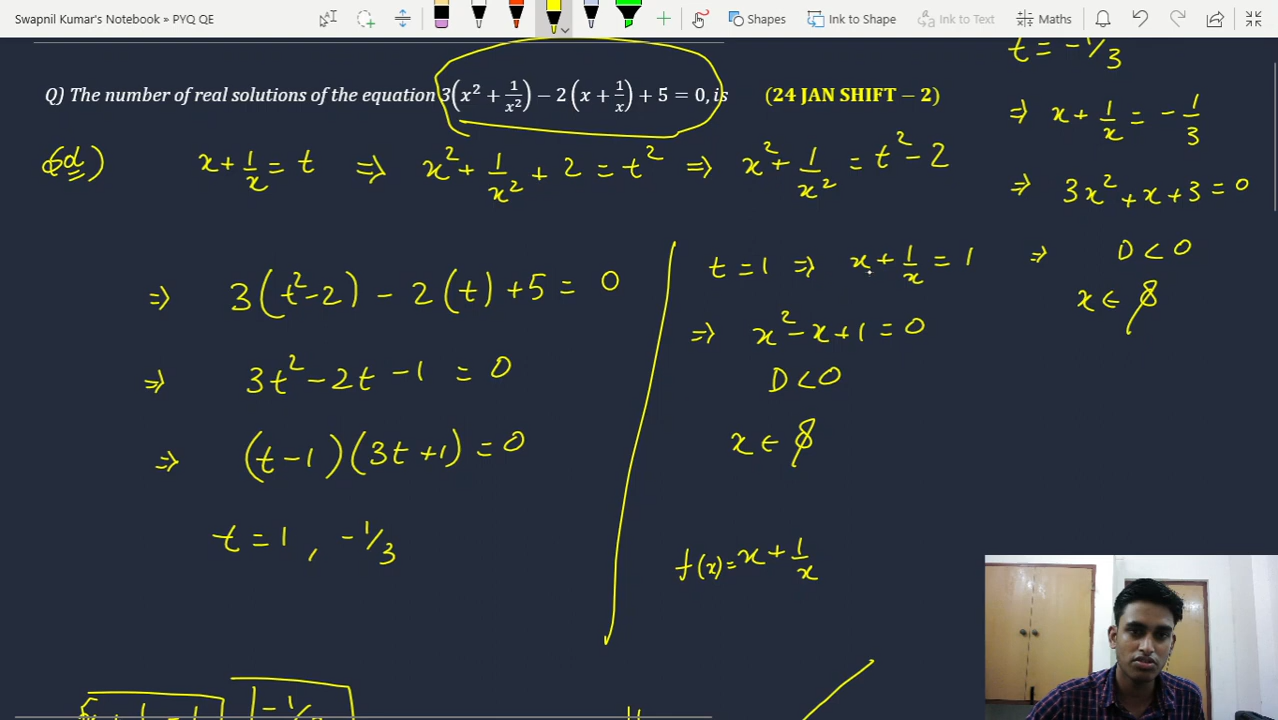 Swapnil Kumar's Notebook » PYQ QE
Shapes
Ink to Shape
Ink to Text
Maths
t = -1/3
Q) The number of real solutions of the equation 3(x² + 1/x²) − 2(x + 1/x) + 5 = 0, is (24 JAN SHIFT − 2)
⇒ x + 1/x = -1/3
Sol) x + 1/x = t ⇒ x² + 1/x² + 2 = t² ⇒ x² + 1/x² = t² - 2
⇒ 3x² + x + 3 = 0
⇒ D < 0
x ∈ ϕ
⇒ 3(t² - 2) - 2(t) + 5 = 0
⇒ 3t² - 2t - 1 = 0
⇒ (t - 1)(3t + 1) = 0
t = 1, -1/3
t = 1 ⇒ x + 1/x = 1
⇒ x² - x + 1 = 0
D < 0
x ∈ ϕ
f(x) = x + 1/x